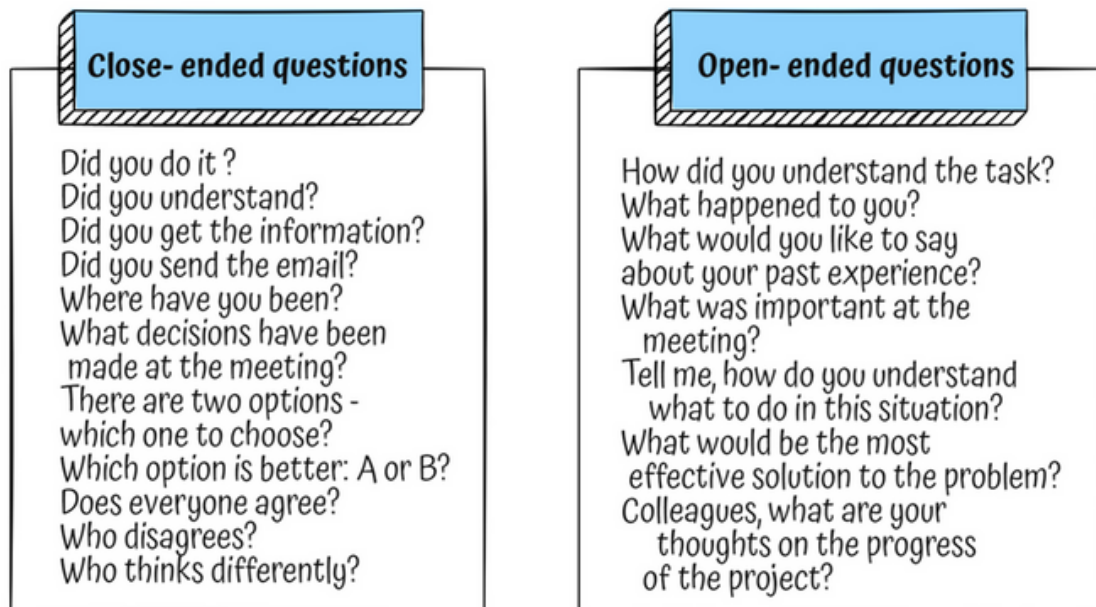 Close- ended questions
Did you do it ?
Did you understand?
Did you get the information?
Did you send the email?
Where have you been?
What decisions have been
made at the meeting?
There are two options -
which one to choose?
Which option is better: A or B?
Does everyone agree?
Who disagrees?
Who thinks differently?
Open- ended questions
How did you understand the task?
What happened to you?
What would you like to say
about your past experience?
What was important at the
meeting?
Tell me, how do you understand
what to do in this situation?
What would be the most
effective solution to the problem?
Colleagues, what are your
thoughts on the progress
of the project?